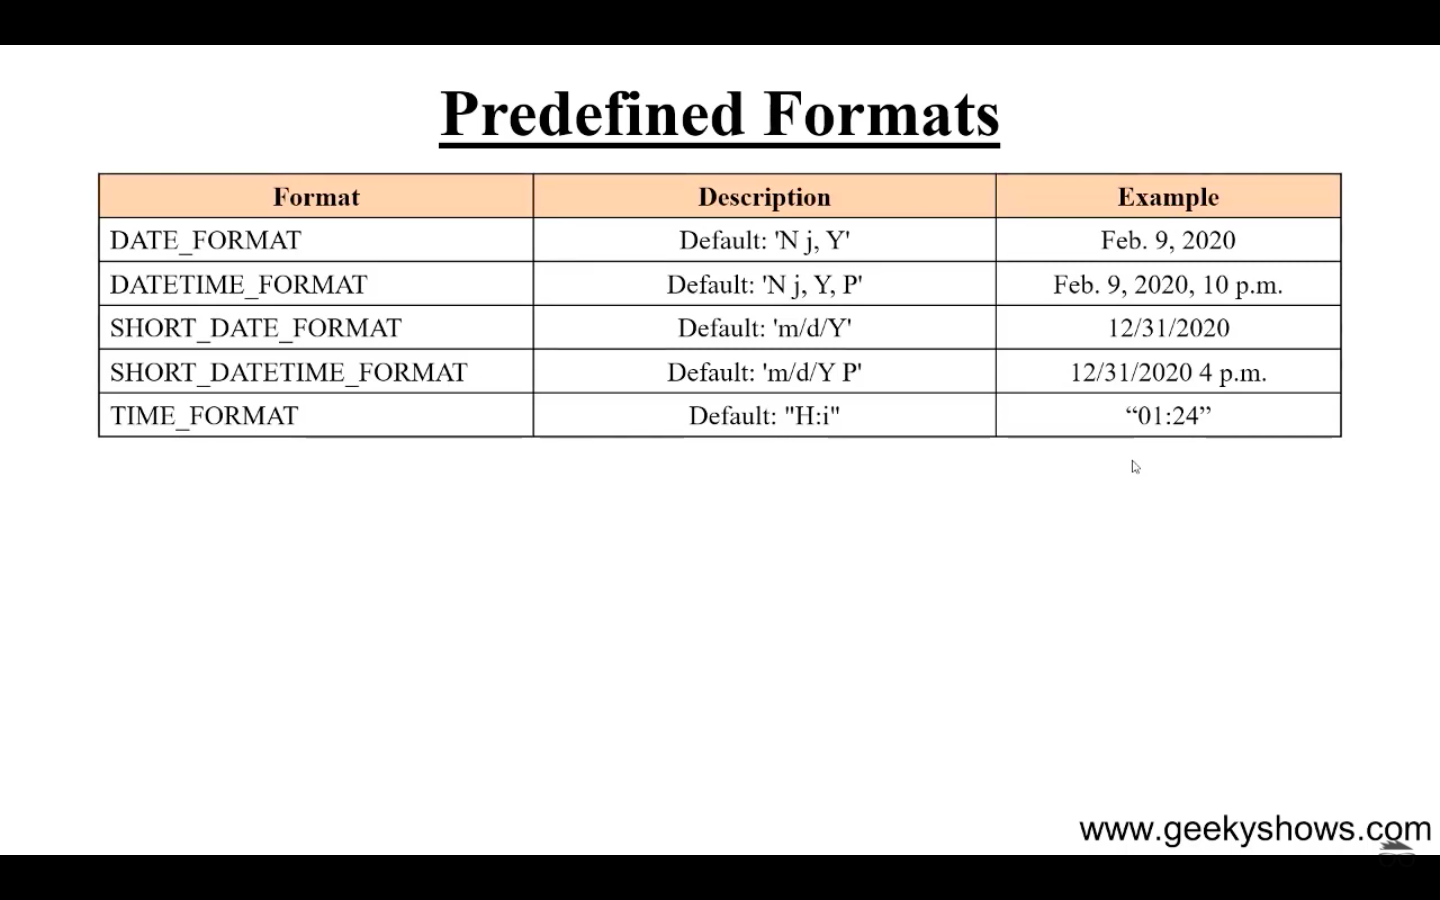 Predefined Formats
Format Description Example
DATE_FORMAT Default: 'N j, Y' Feb. 9, 2020
DATETIME_FORMAT Default: 'N j, Y, P' Feb. 9, 2020, 10 p.m.
SHORT_DATE_FORMAT Default: 'm/d/Y' 12/31/2020
SHORT_DATETIME_FORMAT Default: 'm/d/Y P' 12/31/2020 4 p.m.
TIME_FORMAT Default: "H:i" “01:24”
www.geekyshows.com